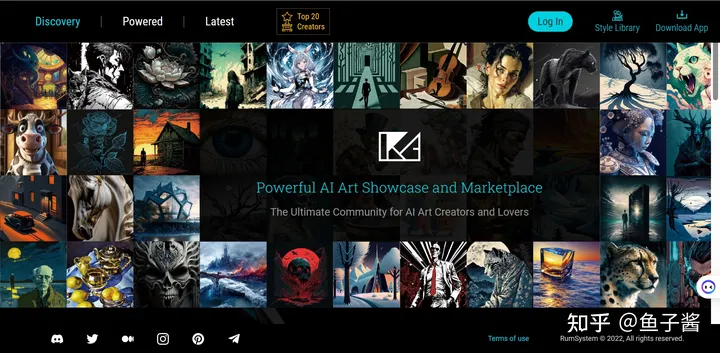 Discovery
Powered
Latest
Top 20
Creators
Log In
Style Library
Download App
Powerful AI Art Showcase and Marketplace
The Ultimate Community for AI Art Creators and Lovers
知乎 @鱼子酱
Terms of use
RumSystem © 2022, All rights reserved.